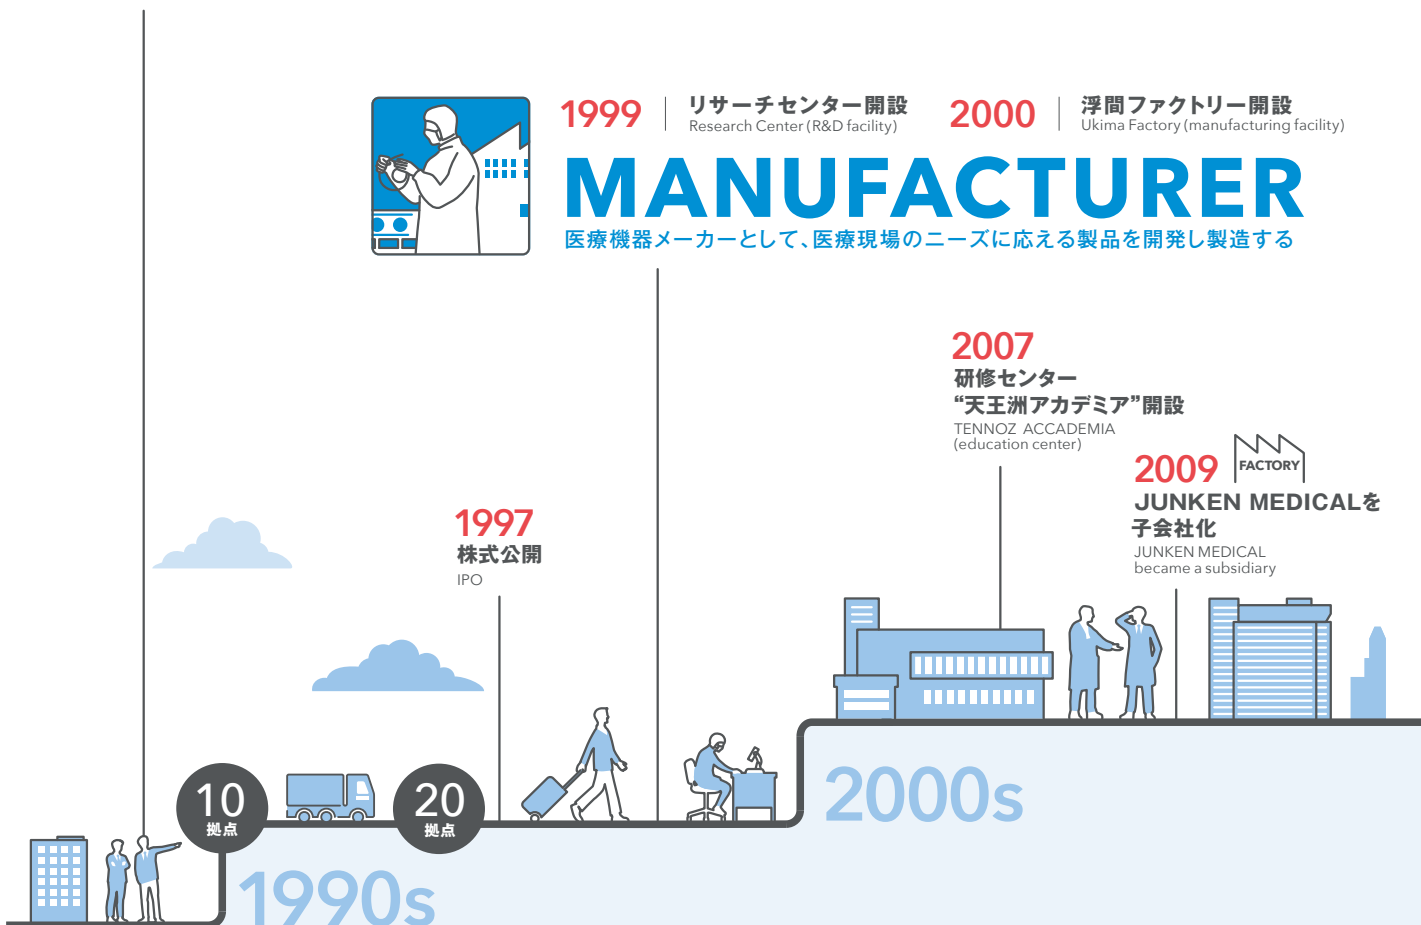 1999
リサーチセンター開設
Research Center (R&D facility)
2000
浮間ファクトリー開設
Ukima Factory (manufacturing facility)
MANUFACTURER
医療機器メーカーとして、医療現場のニーズに応える製品を開発し製造する
2007
研修センター
“天王洲アカデミア”開設
TENNOZ ACCADEMIA
(education center)
2009
FACTORY
JUNKEN MEDICALを
子会社化
JUNKEN MEDICAL
became a subsidiary
1997
株式公開
IPO
10
拠点
20
拠点
2000s
1990s